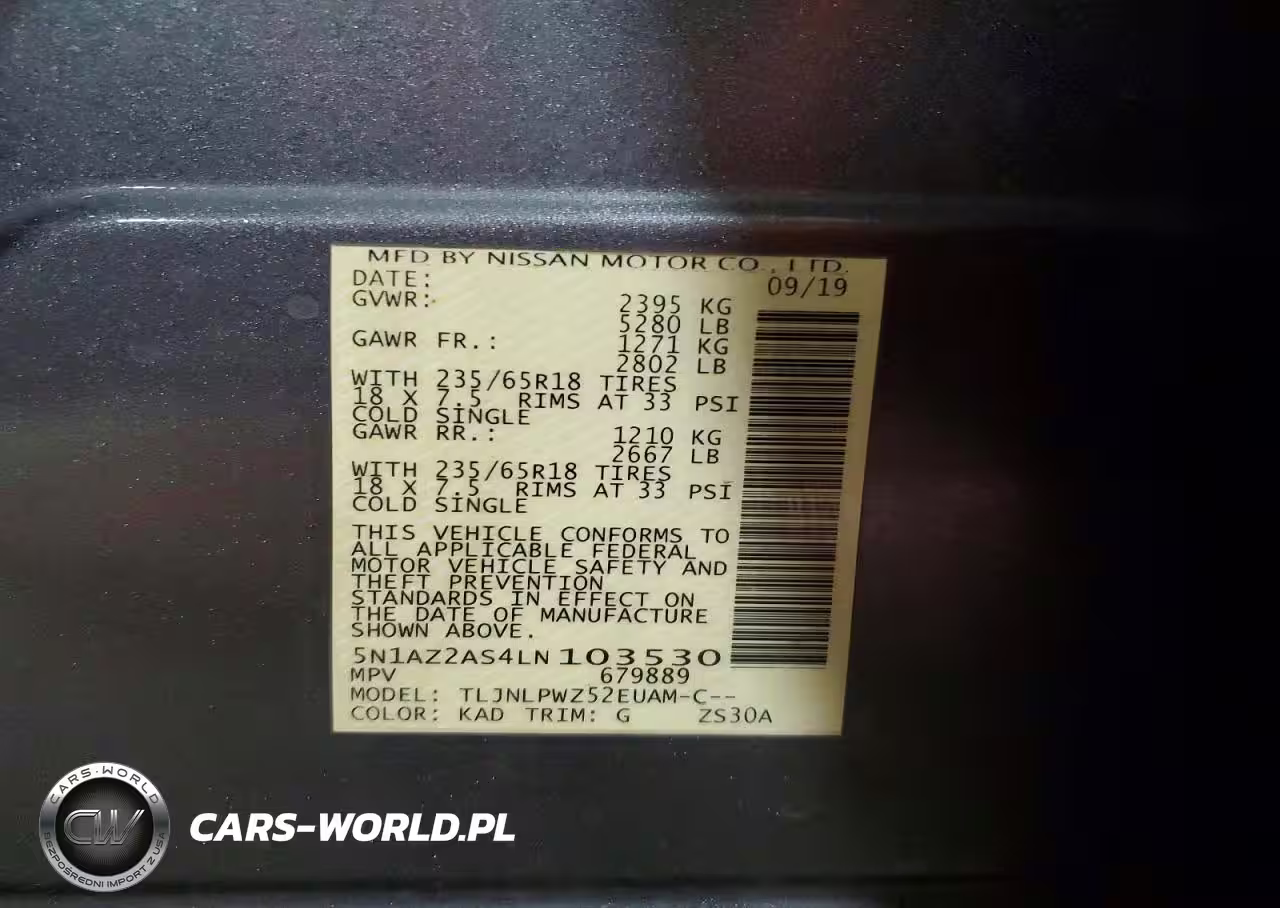 MFD BY NISSAN MOTOR CO., LTD.
DATE: 09/19
GVWR: 2395 KG
5280 LB
GAWR FR.: 1271 KG
2802 LB
WITH 235/65R18 TIRES
18 X 7.5 RIMS AT 33 PSI
COLD SINGLE
GAWR RR.: 1210 KG
2667 LB
WITH 235/65R18 TIRES
18 X 7.5 RIMS AT 33 PSI
COLD SINGLE
THIS VEHICLE CONFORMS TO
ALL APPLICABLE FEDERAL
MOTOR VEHICLE SAFETY AND
THEFT PREVENTION
STANDARDS IN EFFECT ON
THE DATE OF MANUFACTURE
SHOWN ABOVE.
5N1AZ2AS4LN103530
MPV 679889
MODEL: TLJNLPWZ52EUAM-C--
COLOR: KAD TRIM: G ZS30A
CARS-WORLD
CW
BEZPOŚREDNI IMPORT Z USA
CARS-WORLD.PL